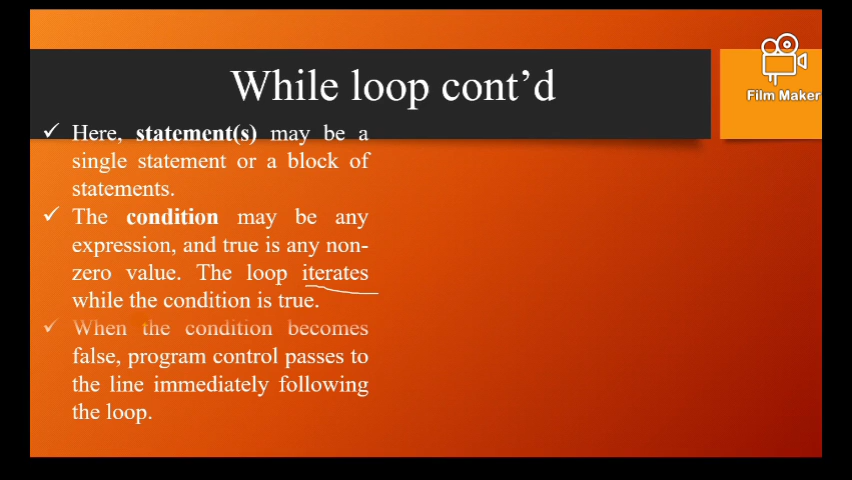 While loop cont’d
Film Maker
✓ Here, statement(s) may be a
single statement or a block of
statements.
✓ The condition may be any
expression, and true is any non-
zero value. The loop iterates
while the condition is true.
✓ When the condition becomes
false, program control passes to
the line immediately following
the loop.